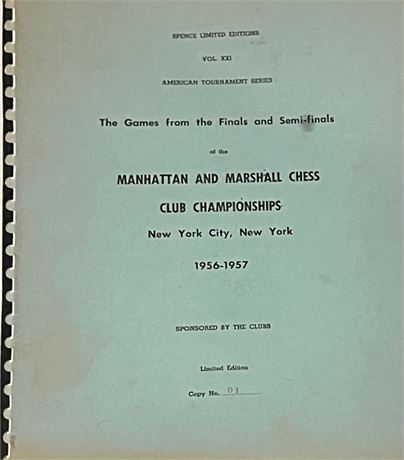 SPENCE LIMITED EDITIONS
VOL. XXI
AMERICAN TOURNAMENT SERIES
The Games from the Finals and Semi-finals
of the
MANHATTAN AND MARSHALL CHESS
CLUB CHAMPIONSHIPS
New York City, New York
1956-1957
SPONSORED BY THE CLUBS
Limited Edition
Copy No. 91